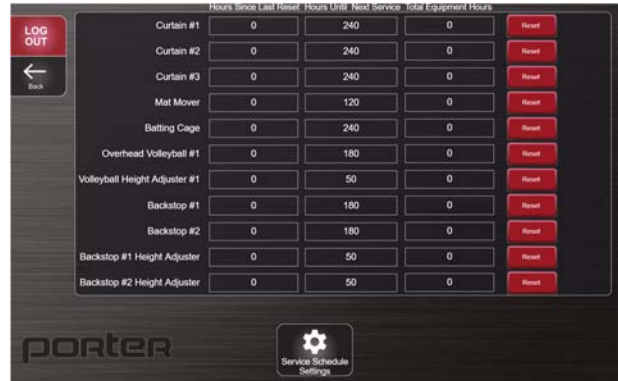 Hours Since Last Reset Hours Until Next Service Total Equipment Hours
LOG OUT
Back
Curtain #1 0 240 0 Reset
Curtain #2 0 240 0 Reset
Curtain #3 0 240 0 Reset
Mat Mover 0 120 0 Reset
Batting Cage 0 240 0 Reset
Overhead Volleyball #1 0 180 0 Reset
Volleyball Height Adjuster #1 0 50 0 Reset
Backstop #1 0 180 0 Reset
Backstop #2 0 180 0 Reset
Backstop #1 Height Adjuster 0 50 0 Reset
Backstop #2 Height Adjuster 0 50 0 Reset
porter
Service Schedule
Settings